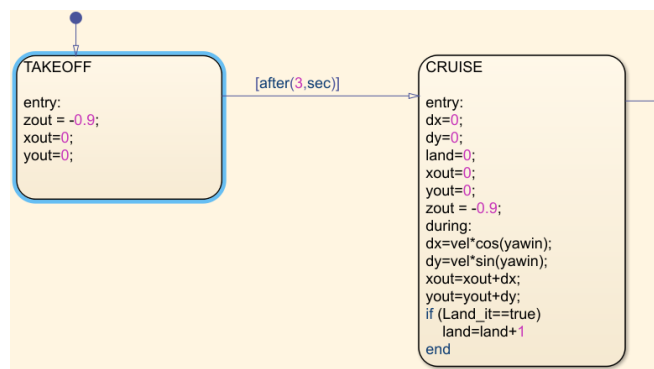 TAKEOFF
entry:
zout = -0.9;
xout=0;
yout=0;
[after(3,sec)]
CRUISE
entry:
dx=0;
dy=0;
land=0;
xout=0;
yout=0;
zout = -0.9;
during:
dx=vel*cos(yawin);
dy=vel*sin(yawin);
xout=xout+dx;
yout=yout+dy;
if (Land_it==true)
land=land+1
end